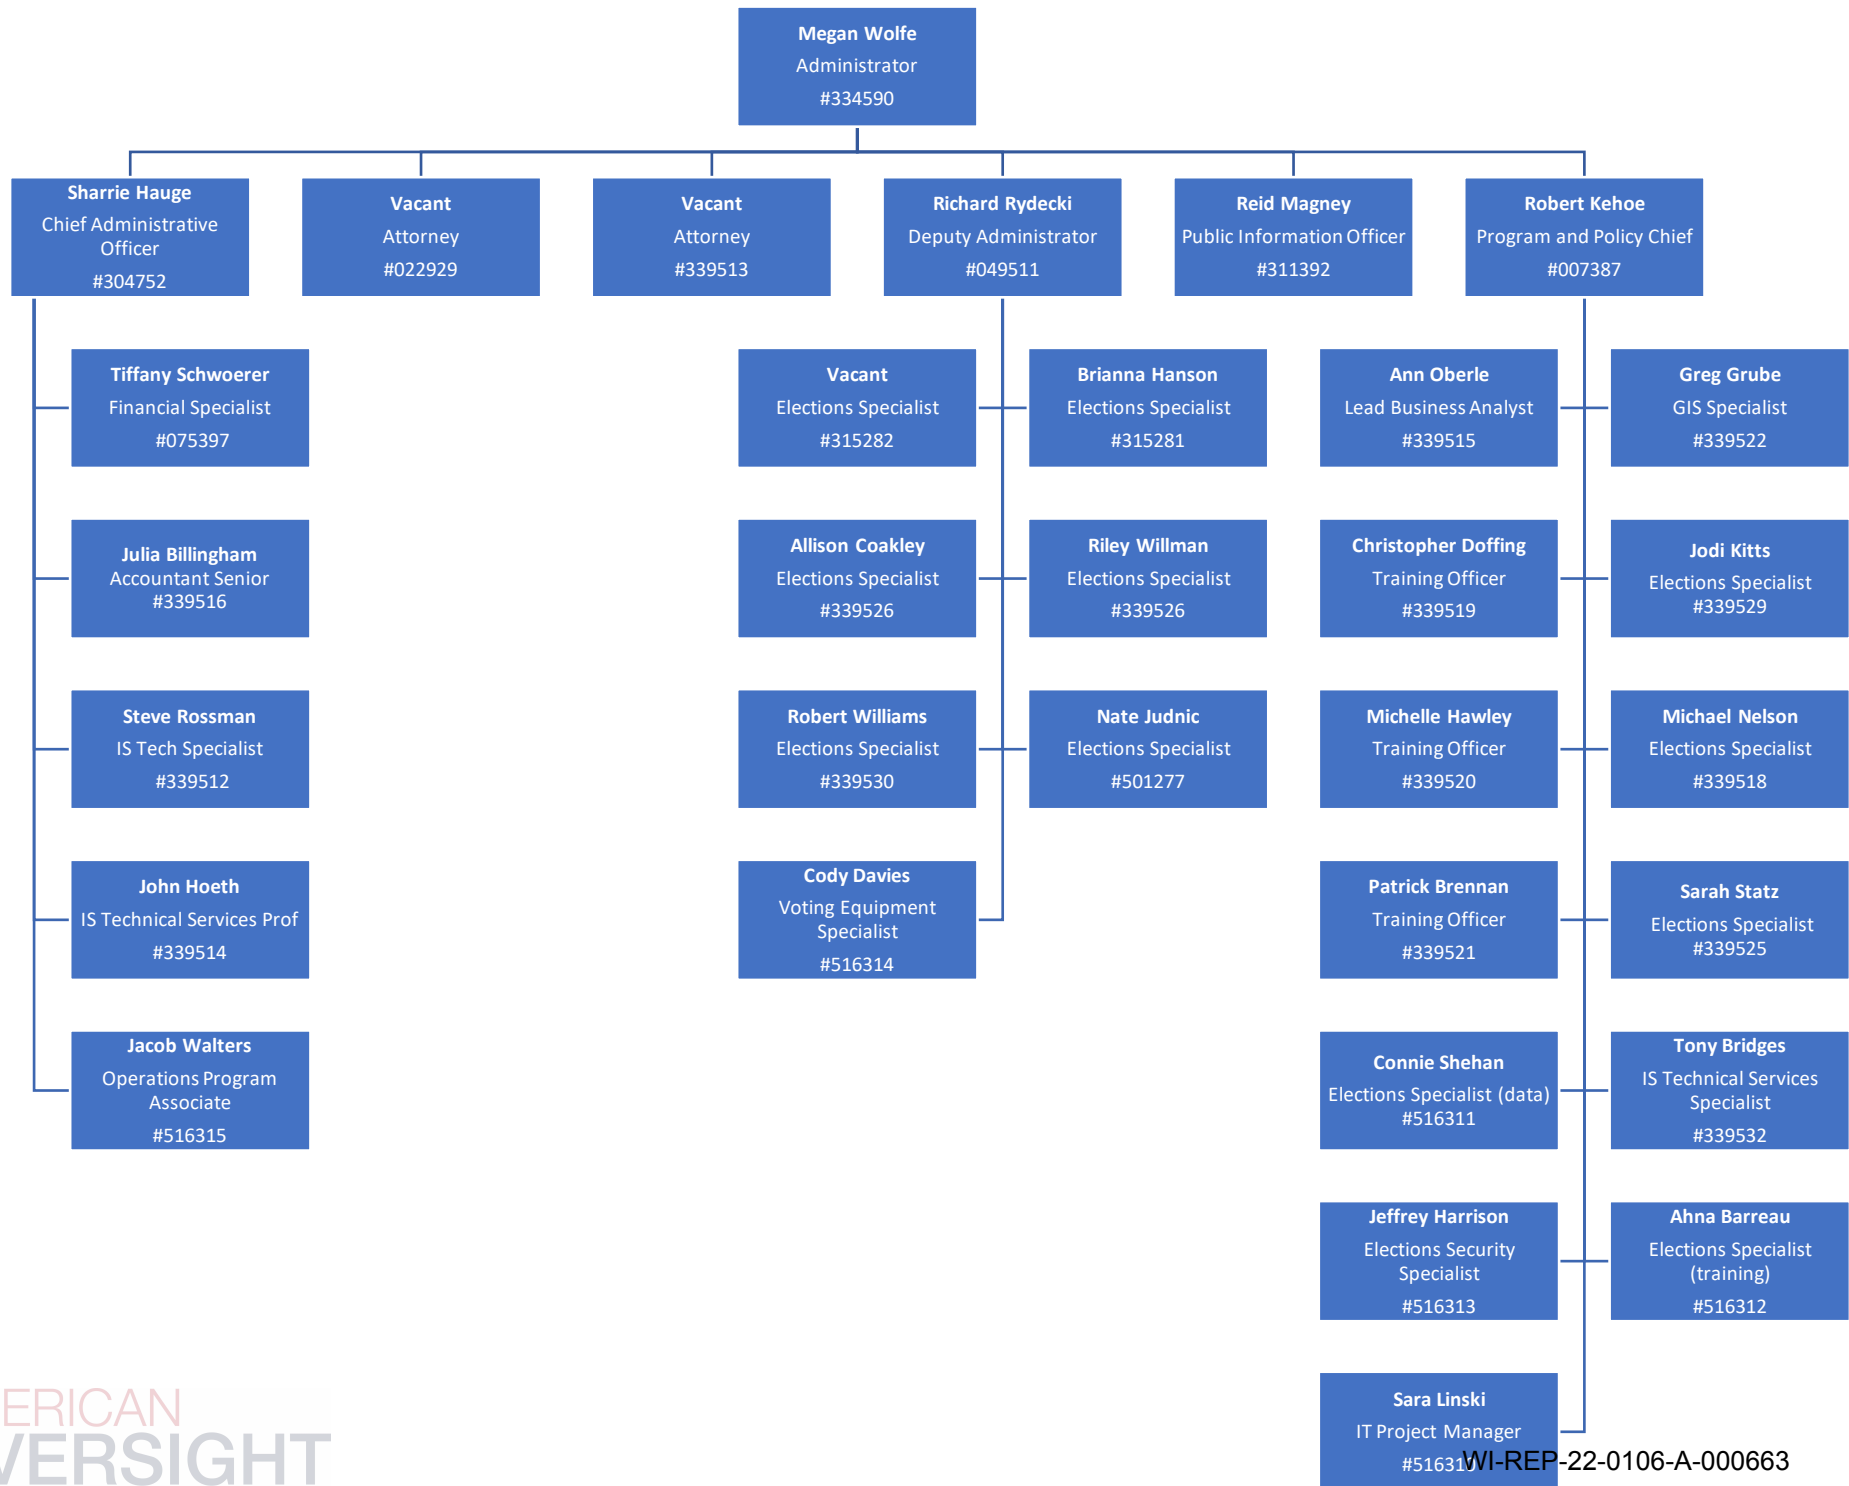 Megan Wolfe
Administrator
#334590
Sharrie Hauge
Chief Administrative
Officer
#304752
Vacant
Attorney
#022929
Vacant
Attorney
#339513
Richard Rydecki
Deputy Administrator
#049511
Reid Magney
Public Information Officer
#311392
Robert Kehoe
Program and Policy Chief
#007387
Tiffany Schwoerer
Financial Specialist
#075397
Julia Billingham
Accountant Senior
#339516
Steve Rossman
IS Tech Specialist
#339512
John Hoeth
IS Technical Services Prof
#339514
Jacob Walters
Operations Program
Associate
#516315
Vacant
Elections Specialist
#315282
Brianna Hanson
Elections Specialist
#315281
Allison Coakley
Elections Specialist
#339526
Riley Willman
Elections Specialist
#339526
Robert Williams
Elections Specialist
#339530
Nate Judnic
Elections Specialist
#501277
Cody Davies
Voting Equipment
Specialist
#516314
Ann Oberle
Lead Business Analyst
#339515
Greg Grube
GIS Specialist
#339522
Christopher Doffing
Training Officer
#339519
Jodi Kitts
Elections Specialist
#339529
Michelle Hawley
Training Officer
#339520
Michael Nelson
Elections Specialist
#339518
Patrick Brennan
Training Officer
#339521
Sarah Statz
Elections Specialist
#339525
Connie Shehan
Elections Specialist (data)
#516311
Tony Bridges
IS Technical Services
Specialist
#339532
Jeffrey Harrison
Elections Security
Specialist
#516313
Ahna Barreau
Elections Specialist
(training)
#516312
Sara Linski
IT Project Manager
#516310
WI-REP-22-0106-A-000663
ERICAN
VERSIGHT